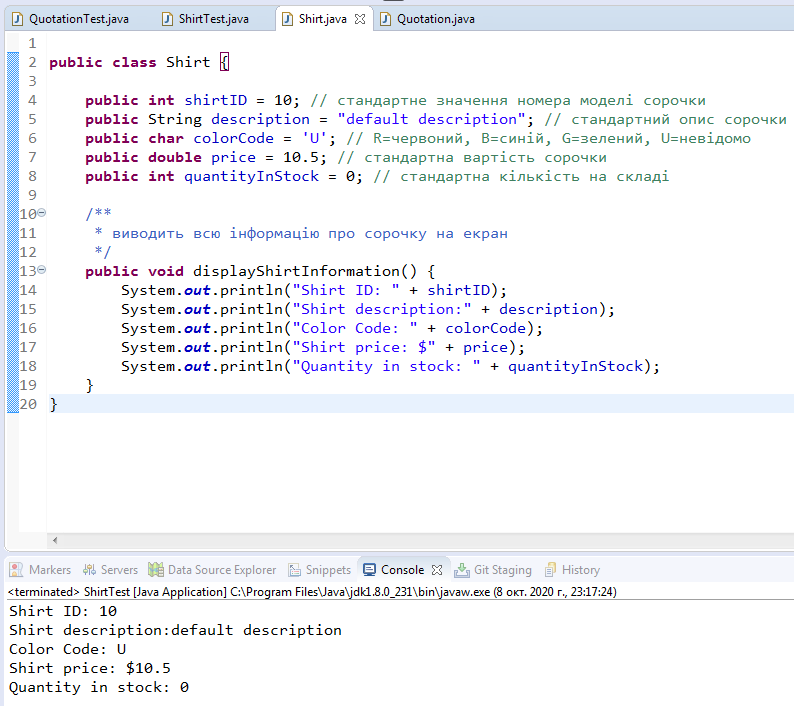 QuotationTest.java ShirtTest.java Shirt.java Quotation.java
1
2 public class Shirt {
3
4 public int shirtID = 10; // стандартне значення номера моделі сорочки
5 public String description = "default description"; // стандартний опис сорочки
6 public char colorCode = 'U'; // R=червоний, B=синій, G=зелений, U=невідомо
7 public double price = 10.5; // стандартна вартість сорочки
8 public int quantityInStock = 0; // стандартна кількість на складі
9
10 /**
11 * виводить всю інформацію про сорочку на екран
12 */
13 public void displayShirtInformation() {
14 System.out.println("Shirt ID: " + shirtID);
15 System.out.println("Shirt description:" + description);
16 System.out.println("Color Code: " + colorCode);
17 System.out.println("Shirt price: $" + price);
18 System.out.println("Quantity in stock: " + quantityInStock);
19 }
20 }
Markers Servers Data Source Explorer Snippets Console Git Staging History
<terminated> ShirtTest [Java Application] C:\Program Files\Java\jdk1.8.0_231\bin\javaw.exe (8 окт. 2020 г., 23:17:24)
Shirt ID: 10
Shirt description:default description
Color Code: U
Shirt price: $10.5
Quantity in stock: 0